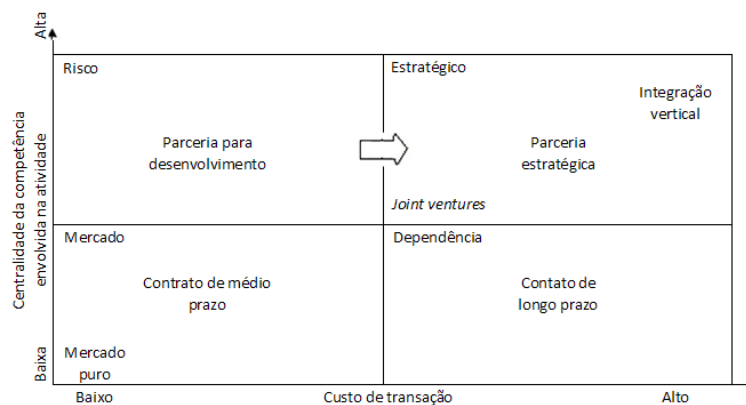 Alta
Centralidade da competência
envolvida na atividade
Baixa
Risco
Parceria para
desenvolvimento
Estratégico
Integração
vertical
Parceria
estratégica
Joint ventures
Mercado
Contrato de médio
prazo
Mercado
puro
Dependência
Contato de
longo prazo
Baixo
Custo de transação
Alto